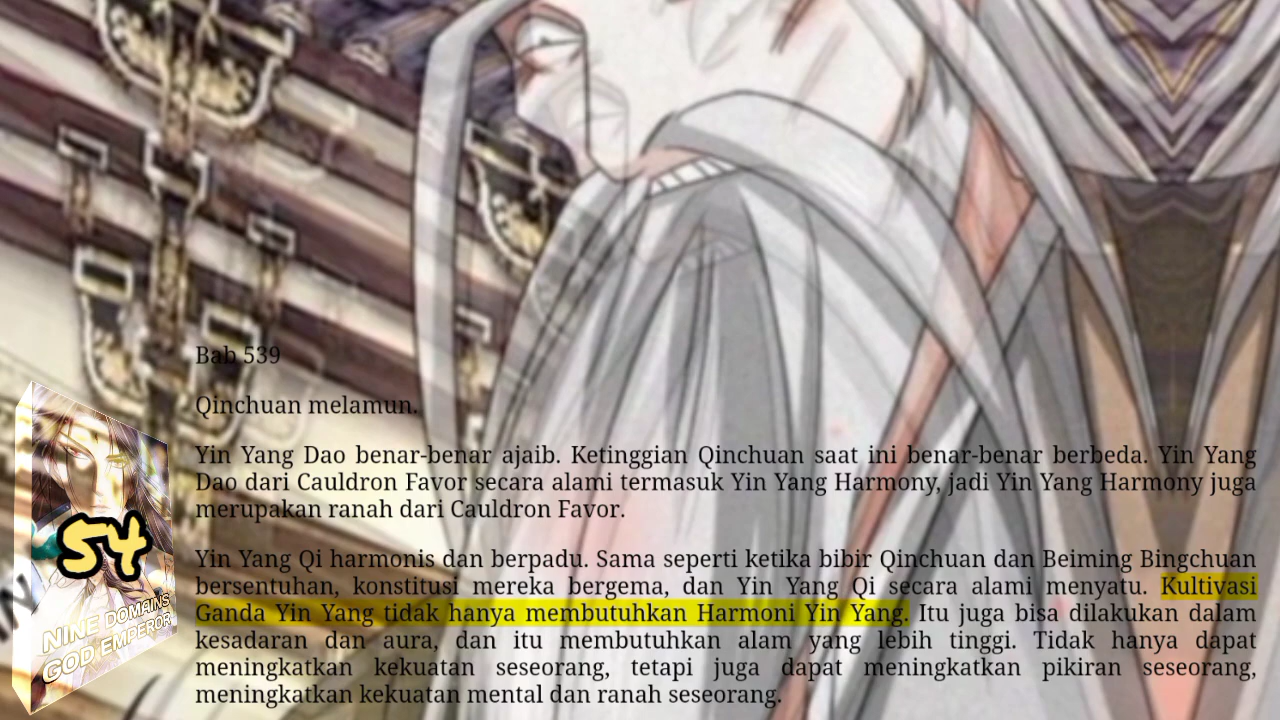 Bab 539
Qinchuan melamun.
Yin Yang Dao benar-benar ajaib. Ketinggian Qinchuan saat ini benar-benar berbeda. Yin Yang
Dao dari Cauldron Favor secara alami termasuk Yin Yang Harmony, jadi Yin Yang Harmony juga
merupakan ranah dari Cauldron Favor.
Yin Yang Qi harmonis dan berpadu. Sama seperti ketika bibir Qinchuan dan Beiming Bingchuan
bersentuhan, konstitusi mereka bergema, dan Yin Yang Qi secara alami menyatu. Kultivasi
Ganda Yin Yang tidak hanya membutuhkan Harmoni Yin Yang. Itu juga bisa dilakukan dalam
kesadaran dan aura, dan itu membutuhkan alam yang lebih tinggi. Tidak hanya dapat
meningkatkan kekuatan seseorang, tetapi juga dapat meningkatkan pikiran seseorang,
meningkatkan kekuatan mental dan ranah seseorang.
54
NINE DOMAINS
GOD EMPEROR